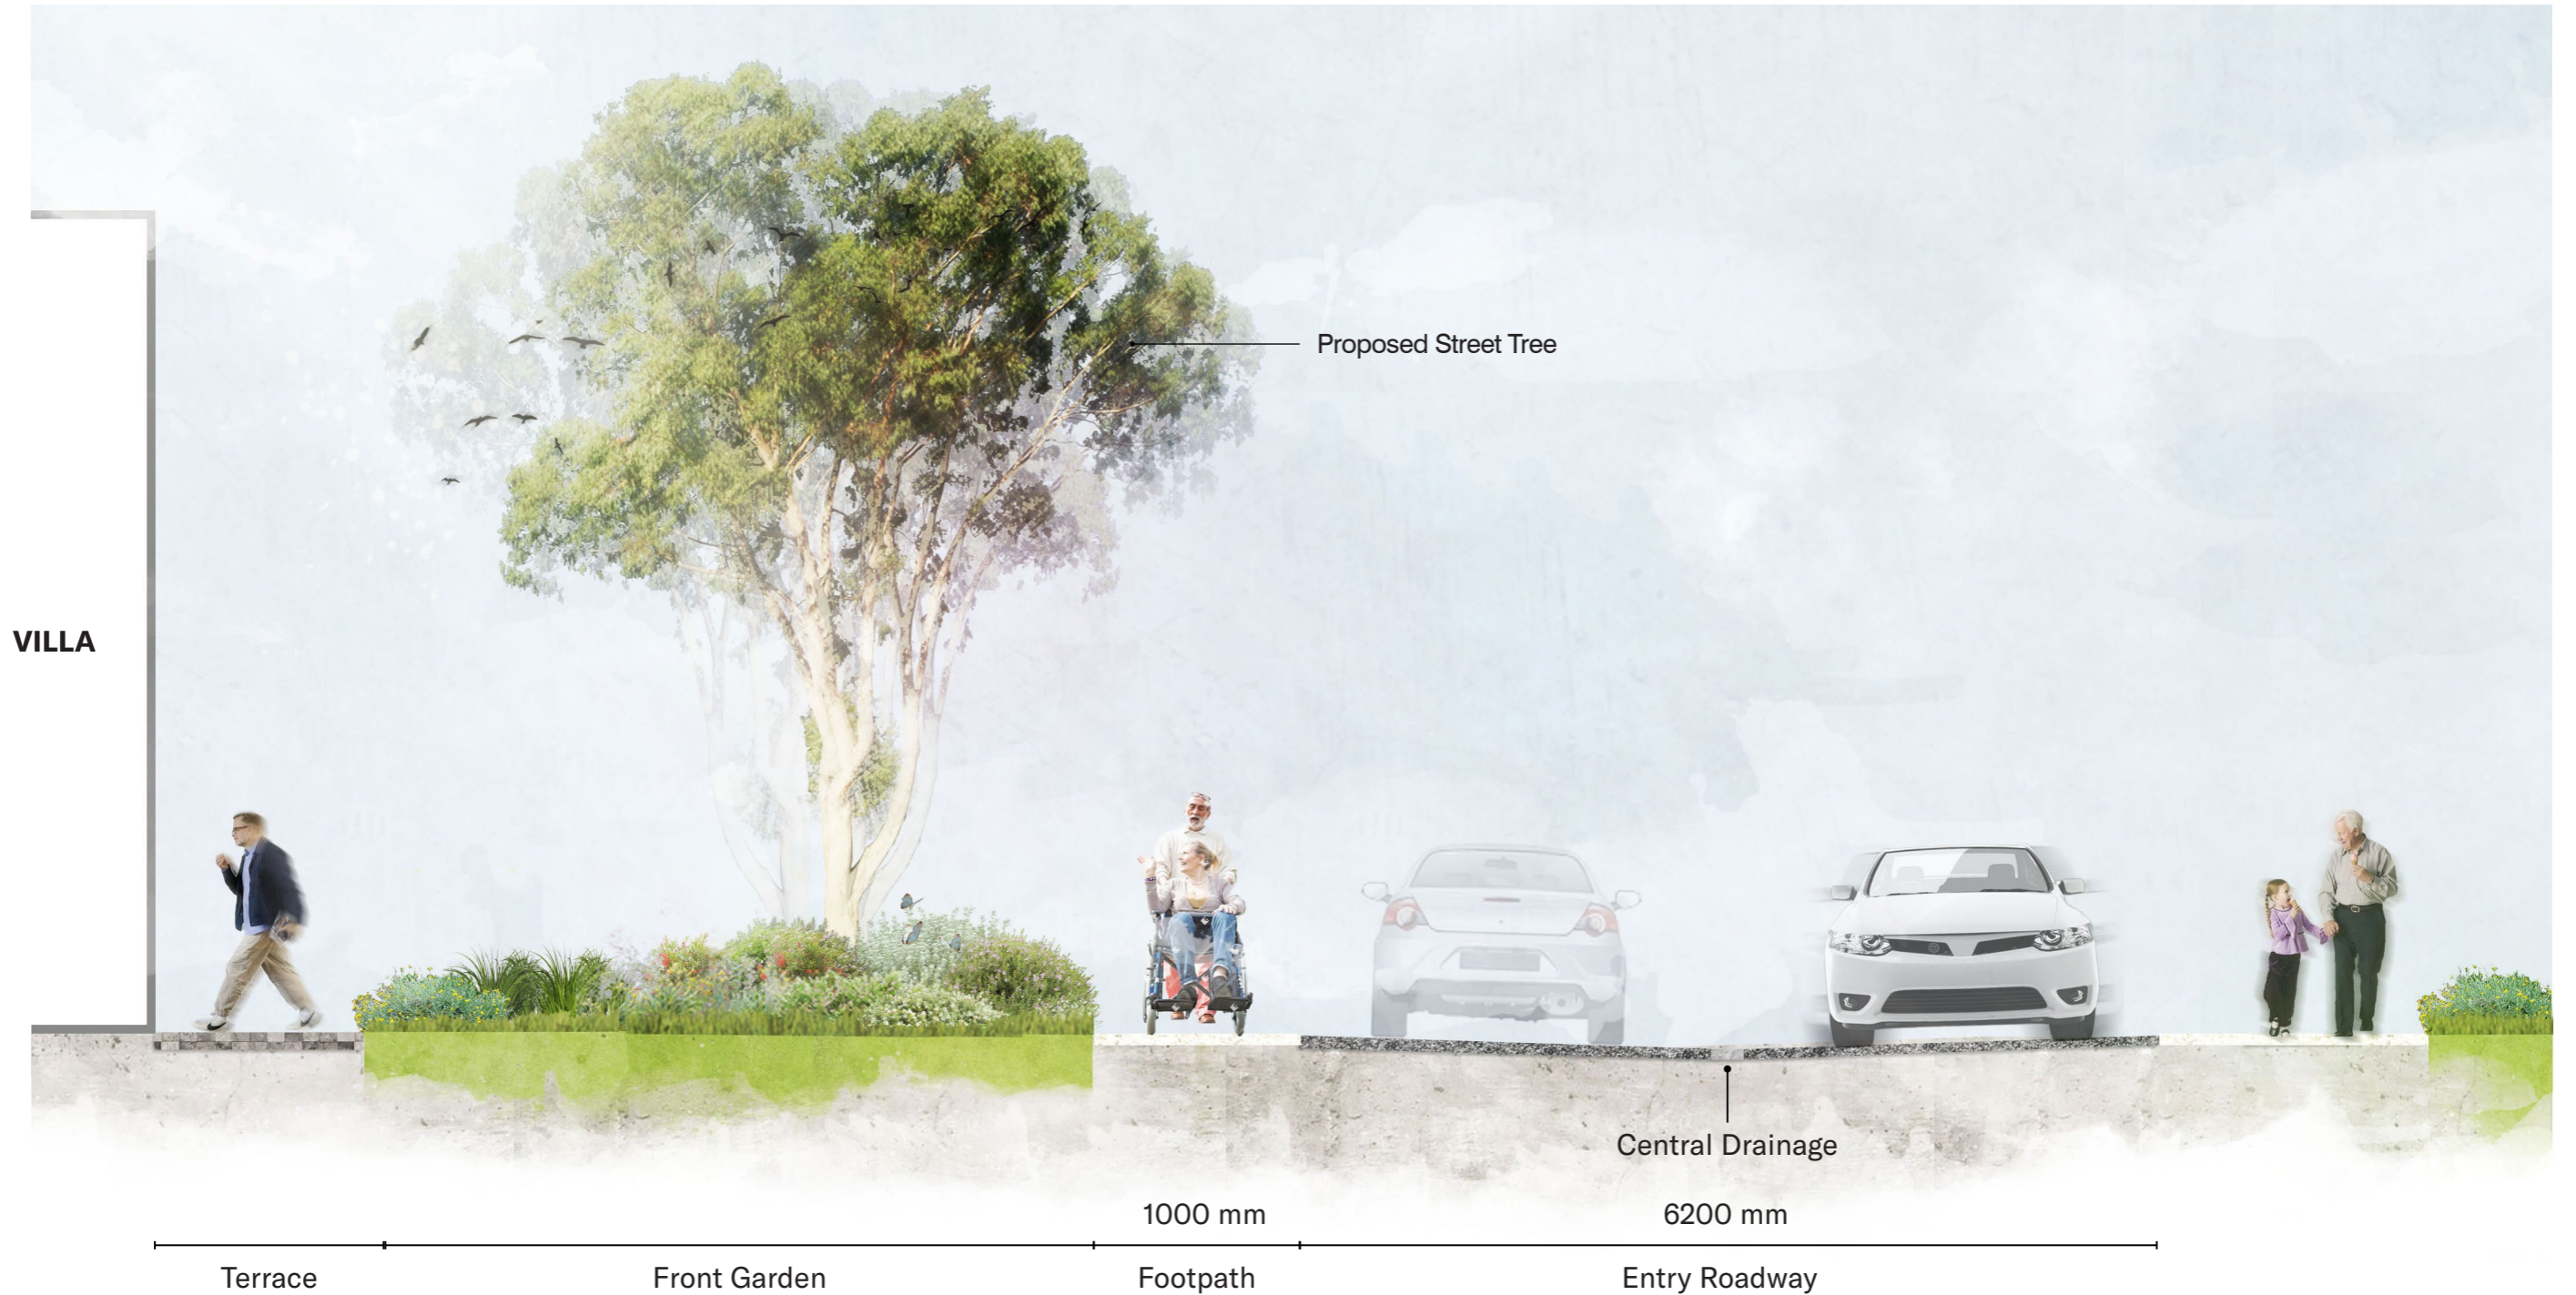 Proposed Street Tree
VILLA
Central Drainage
1000 mm
6200 mm
Terrace
Front Garden
Footpath
Entry Roadway